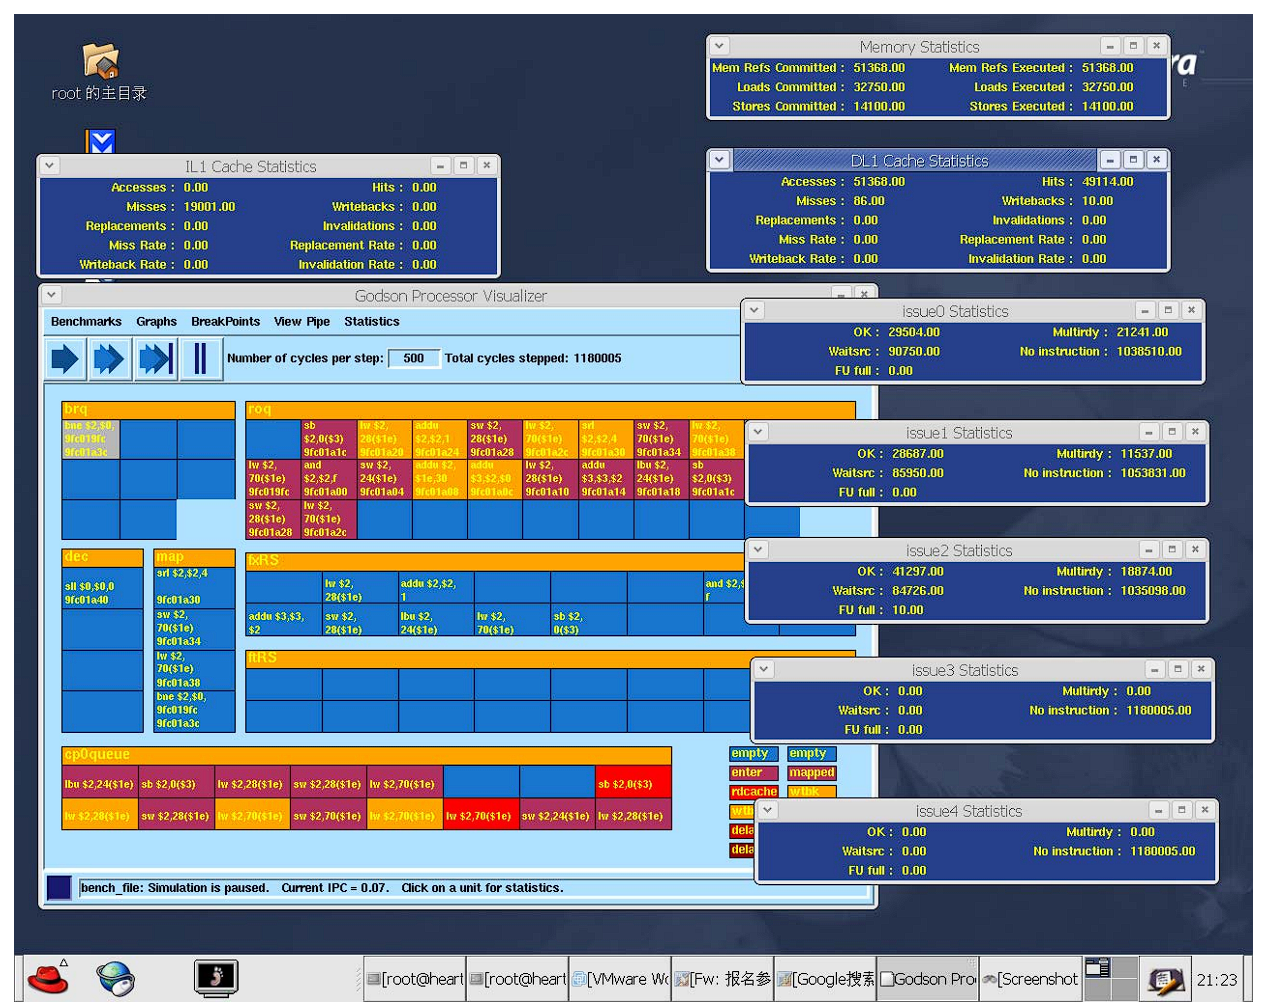 root 的主目录
ra
E
Memory Statistics
Mem Refs Committed : 51368.00 Mem Refs Executed : 51368.00
Loads Committed : 32750.00 Loads Executed : 32750.00
Stores Committed : 14100.00 Stores Executed : 14100.00
IL1 Cache Statistics
Accesses : 0.00 Hits : 0.00
Misses : 19001.00 Writebacks : 0.00
Replacements : 0.00 Invalidations : 0.00
Miss Rate : 0.00 Replacement Rate : 0.00
Writeback Rate : 0.00 Invalidation Rate : 0.00
DL1 Cache Statistics
Accesses : 51368.00 Hits : 49114.00
Misses : 86.00 Writebacks : 10.00
Replacements : 0.00 Invalidations : 0.00
Miss Rate : 0.00 Replacement Rate : 0.00
Writeback Rate : 0.00 Invalidation Rate : 0.00
Godson Processor Visualizer
Benchmarks Graphs BreakPoints View Pipe Statistics
Number of cycles per step: 500 Total cycles stepped: 1180005
issue0 Statistics
OK : 29504.00 Multirdy : 21241.00
Waitsrc : 90750.00 No instruction : 1038510.00
FU full : 0.00
issue1 Statistics
OK : 28687.00 Multirdy : 11537.00
Waitsrc : 85950.00 No instruction : 1053831.00
FU full : 0.00
issue2 Statistics
OK : 41297.00 Multirdy : 18874.00
Waitsrc : 84726.00 No instruction : 1035098.00
FU full : 10.00
issue3 Statistics
OK : 0.00 Multirdy : 0.00
Waitsrc : 0.00 No instruction : 1180005.00
FU full : 0.00
issue4 Statistics
OK : 0.00 Multirdy : 0.00
Waitsrc : 0.00 No instruction : 1180005.00
FU full : 0.00
brq
bne $2,$0,
9fc019fc
9fc01a3c
roq
sb lw $2, addu sw $2, lw $2, srl sw $2, lw $2,
$2,0($3) 28($1e) $2,$2,1 28($1e) 70($1e) $2,$2,4 70($1e) 70($1e)
9fc01a1c 9fc01a20 9fc01a24 9fc01a28 9fc01a2c 9fc01a30 9fc01a34 9fc01a38
lw $2, and sw $2, addu $2, addu lw $2, addu lbu $2, sb
70($1e) $2,$2,f 24($1e) $1e,30 $3,$2,$0 28($1e) $3,$3,$2 24($1e) $2,0($3)
9fc019fc 9fc01a00 9fc01a04 9fc01a08 9fc01a0c 9fc01a10 9fc01a14 9fc01a18 9fc01a1c
sw $2, lw $2,
28($1e) 70($1e)
9fc01a28 9fc01a2c
dec
sll $0,$0,0
9fc01a40
map
srl $2,$2,4
9fc01a30
sw $2,
70($1e)
9fc01a34
lw $2,
70($1e)
9fc01a38
bne $2,$0,
9fc019fc
9fc01a3c
fxRS
lw $2, addu $2,$2, and $2,$
28($1e) 1 f
addu $3,$3, sw $2, lbu $2, lw $2, sb $2,
$2 28($1e) 24($1e) 70($1e) 0($3)
ftRS
cp0queue
lbu $2,24($1e) sb $2,0($3) lw $2,28($1e) sw $2,28($1e) lw $2,70($1e) sb $2,0($3)
lw $2,28($1e) sw $2,28($1e) lw $2,70($1e) sw $2,70($1e) lw $2,70($1e) lw $2,70($1e) sw $2,24($1e) lw $2,28($1e)
empty empty
enter mapped
rdcache wtbk
dela
dela
bench_file: Simulation is paused. Current IPC = 0.07. Click on a unit for statistics.
[root@heart [root@heart [VMware Wo [Fw: 报名参 [Google搜索 Godson Pro [Screenshot 21:23